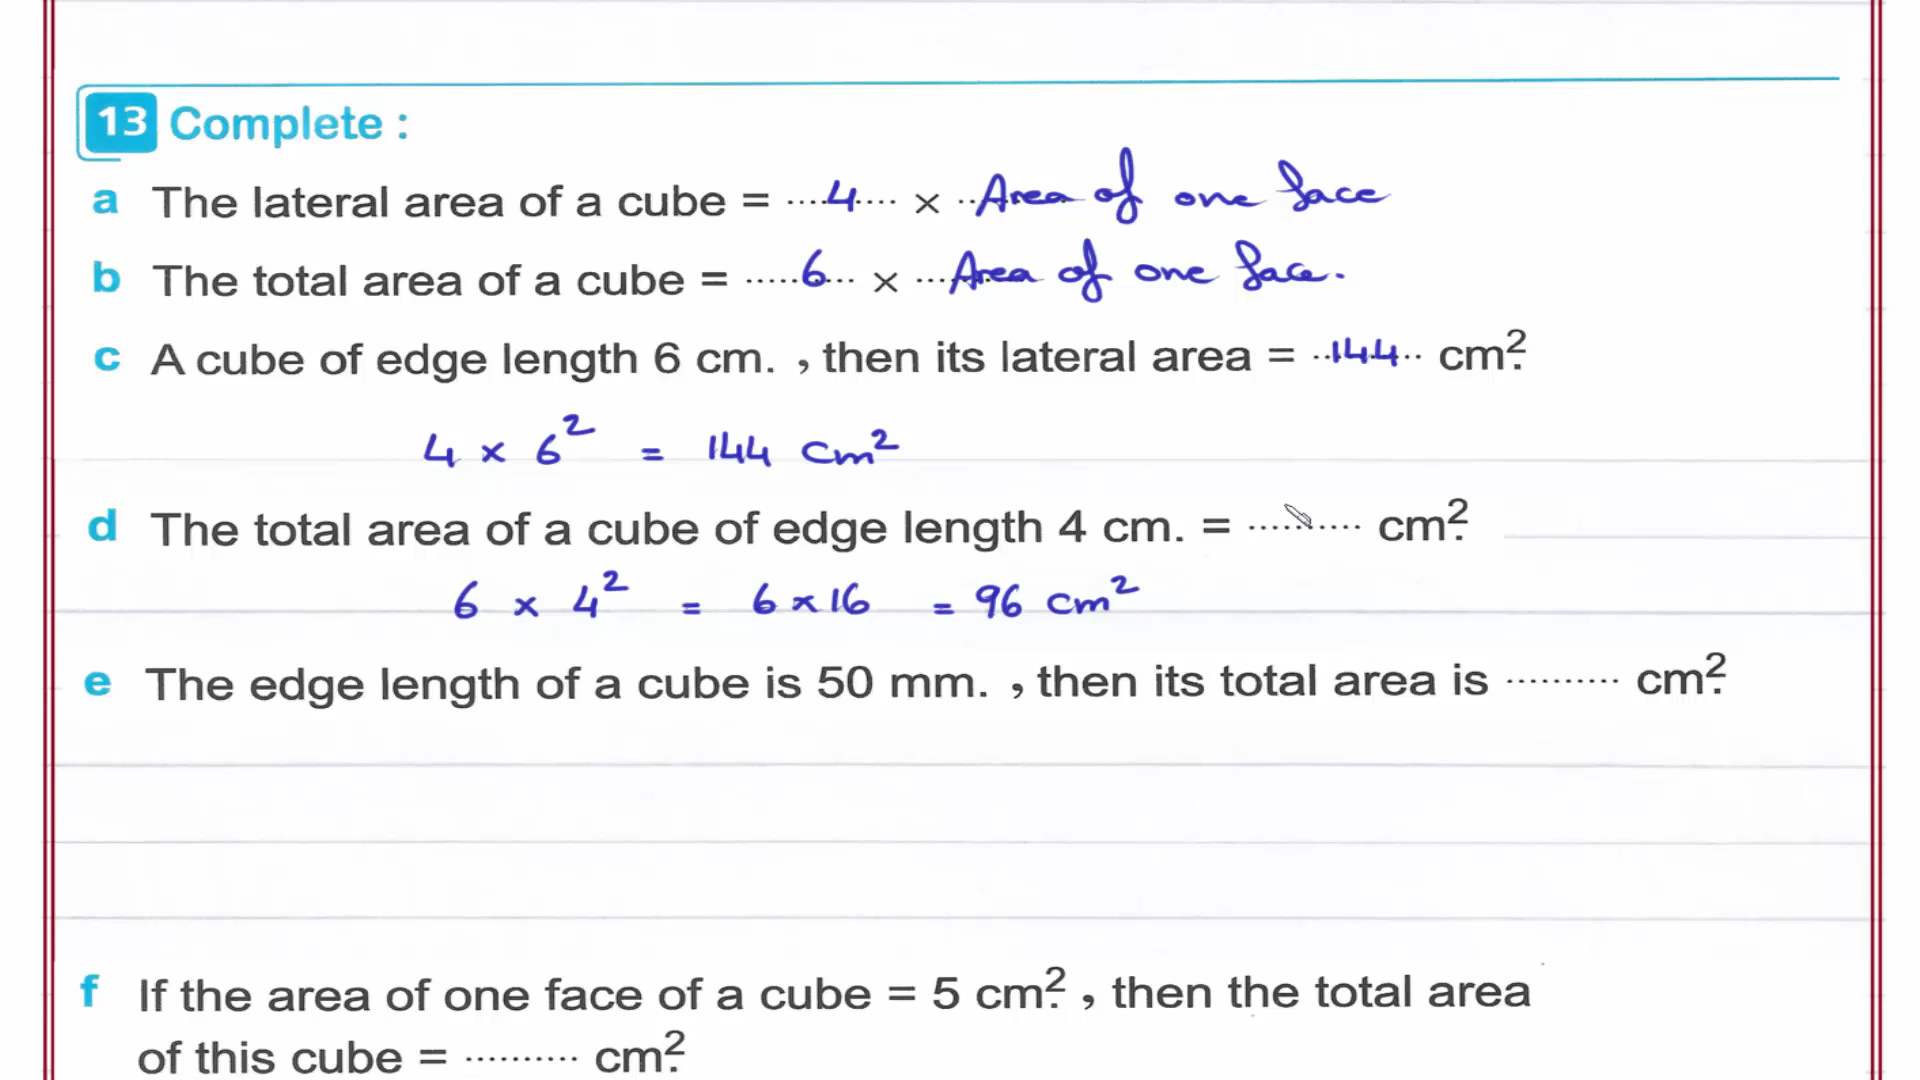 13 Complete :
a The lateral area of a cube = ....4.... × ..Area of one face
b The total area of a cube = .....6... × ...Area of one face.
c A cube of edge length 6 cm. , then its lateral area = ..144.. cm².
4 × 6² = 144 cm²
d The total area of a cube of edge length 4 cm. = .......... cm².
6 × 4² = 6 × 16 = 96 cm²
e The edge length of a cube is 50 mm. , then its total area is .......... cm².
f If the area of one face of a cube = 5 cm². , then the total area
of this cube = .......... cm².